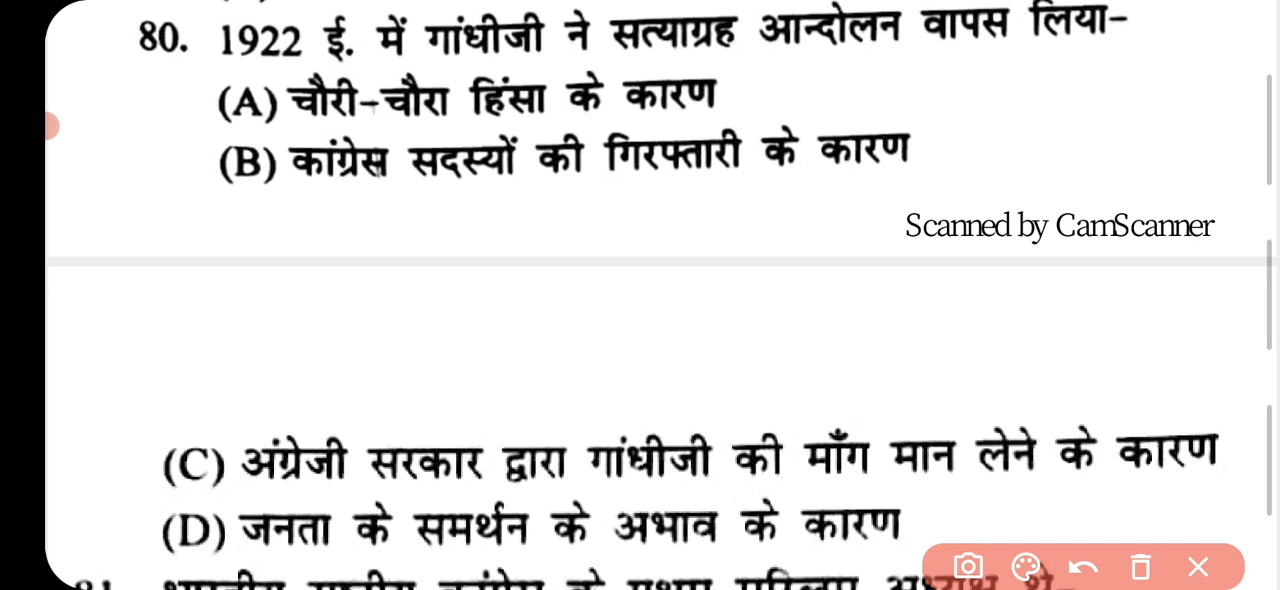 80. 1922 ई. में गांधीजी ने सत्याग्रह आन्दोलन वापस लिया-
(A) चौरी-चौरा हिंसा के कारण
(B) कांग्रेस सदस्यों की गिरफ्तारी के कारण
Scanned by CamScanner
(C) अंग्रेजी सरकार द्वारा गांधीजी की माँग मान लेने के कारण
(D) जनता के समर्थन के अभाव के कारण